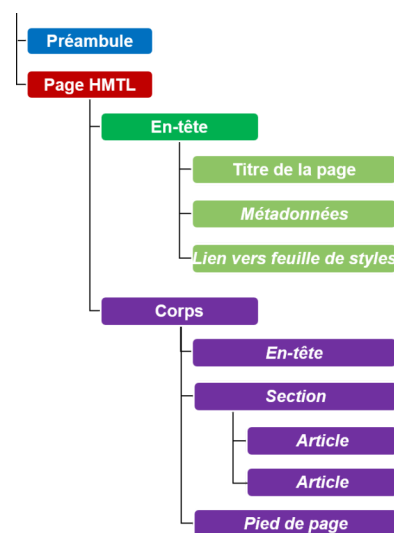 Préambule
Page HMTL
En-tête
Titre de la page
Métadonnées
Lien vers feuille de styles
Corps
En-tête
Section
Article
Article
Pied de page